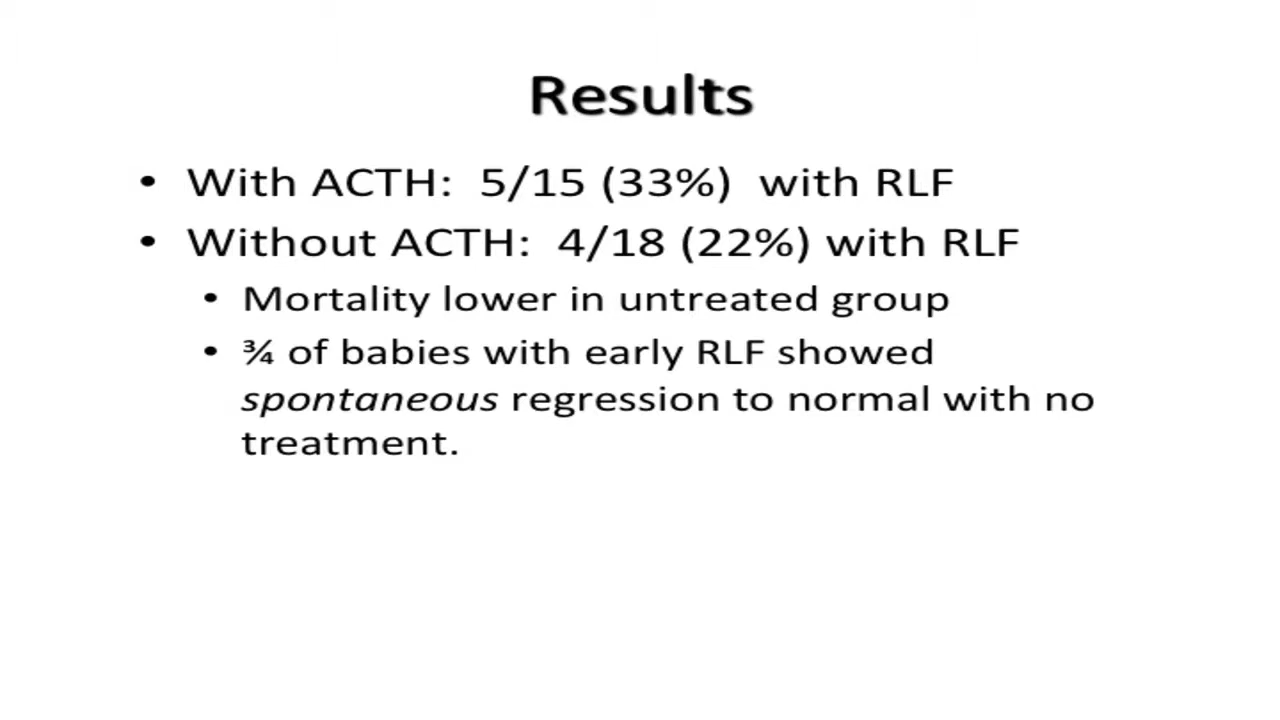 Results
• With ACTH: 5/15 (33%) with RLF
• Without ACTH: 4/18 (22%) with RLF
• Mortality lower in untreated group
• ¾ of babies with early RLF showed
spontaneous regression to normal with no
treatment.